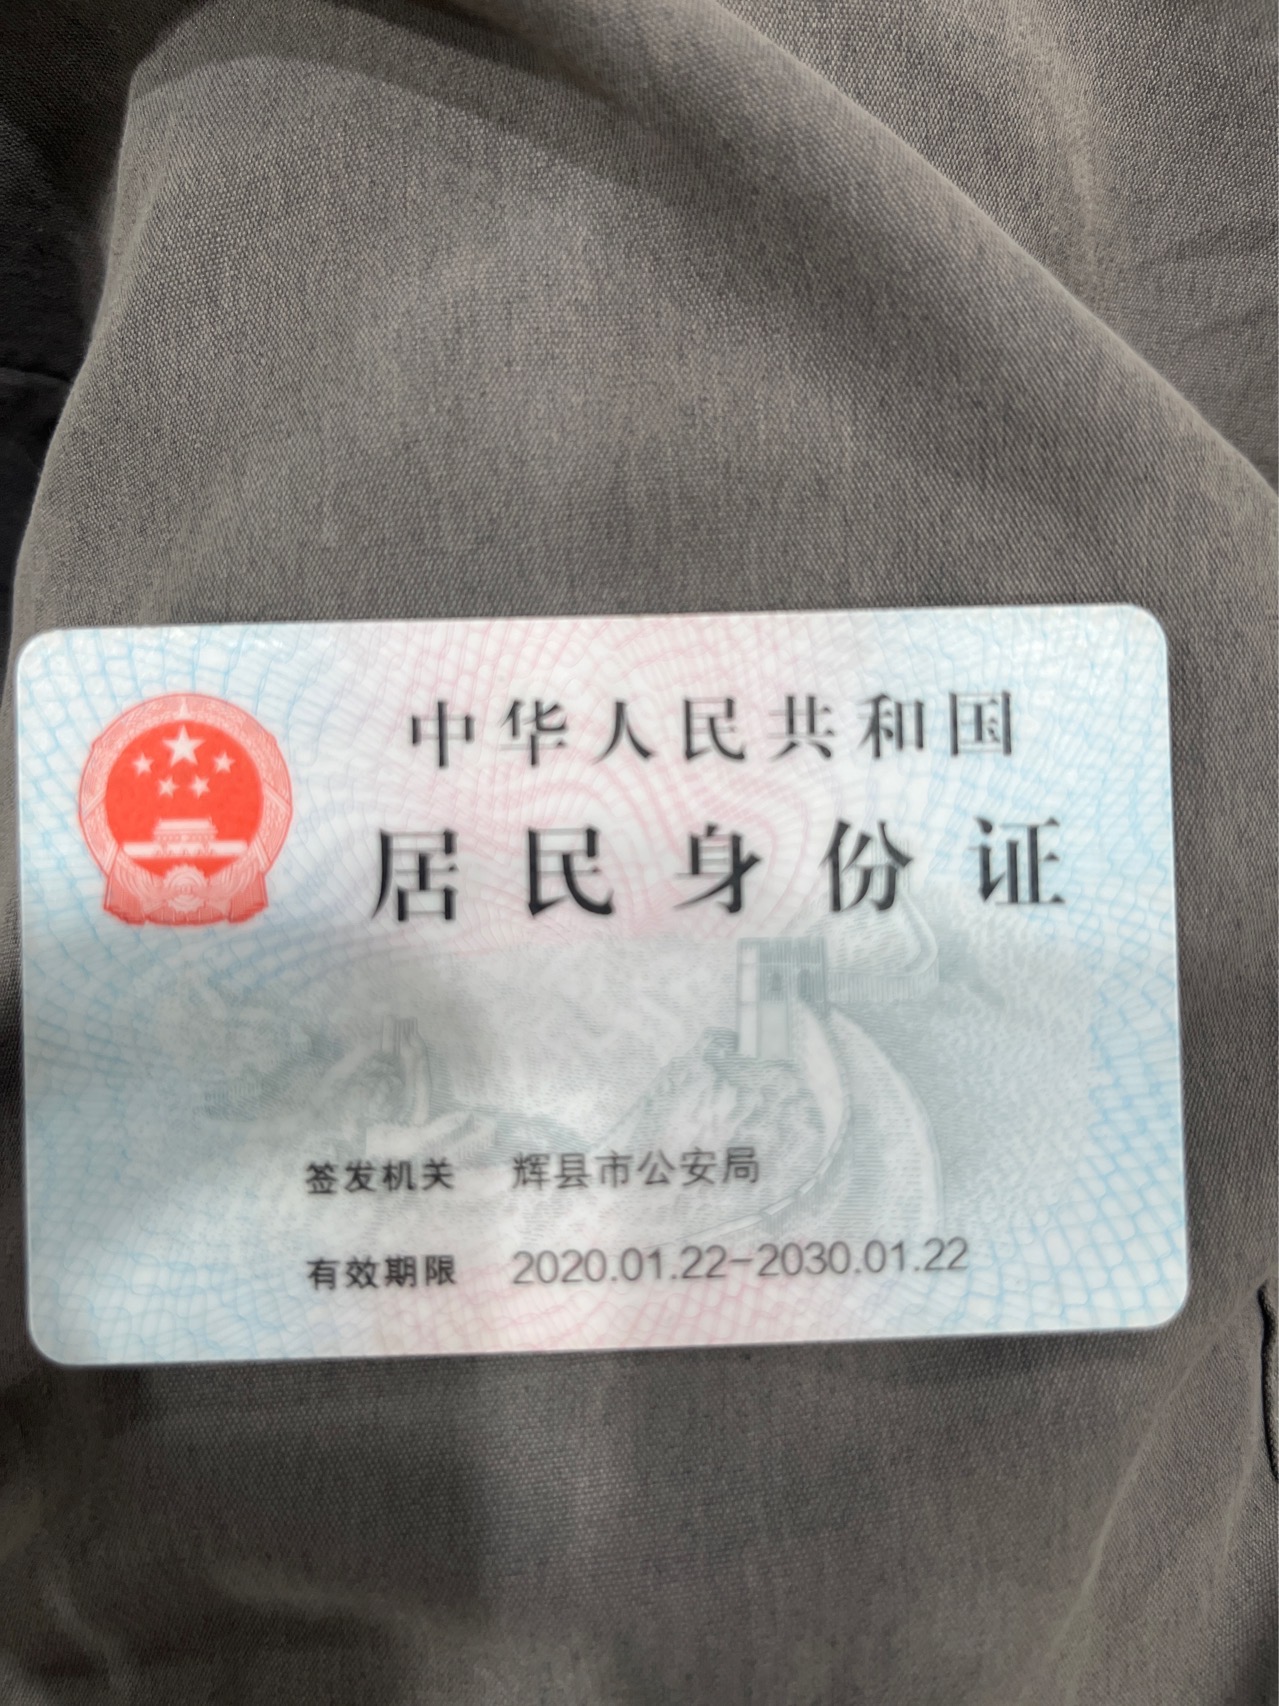 中华人民共和国
居民身份证
签发机关 辉县市公安局
有效期限 2020.01.22-2030.01.22